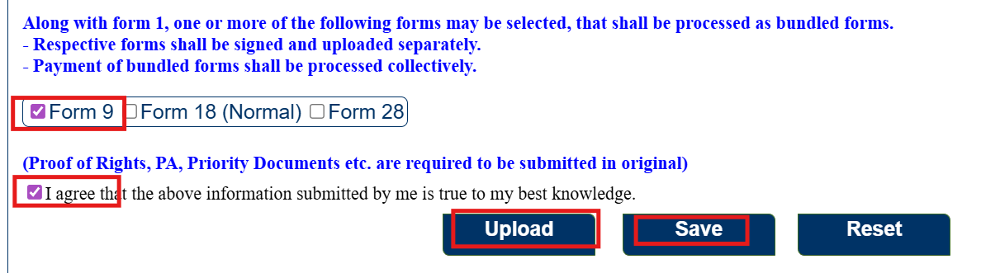 Along with form 1, one or more of the following forms may be selected, that shall be processed as bundled forms.
- Respective forms shall be signed and uploaded separately.
- Payment of bundled forms shall be processed collectively.
Form 9 Form 18 (Normal) Form 28
(Proof of Rights, PA, Priority Documents etc. are required to be submitted in original)
I agree that the above information submitted by me is true to my best knowledge.
Upload Save Reset